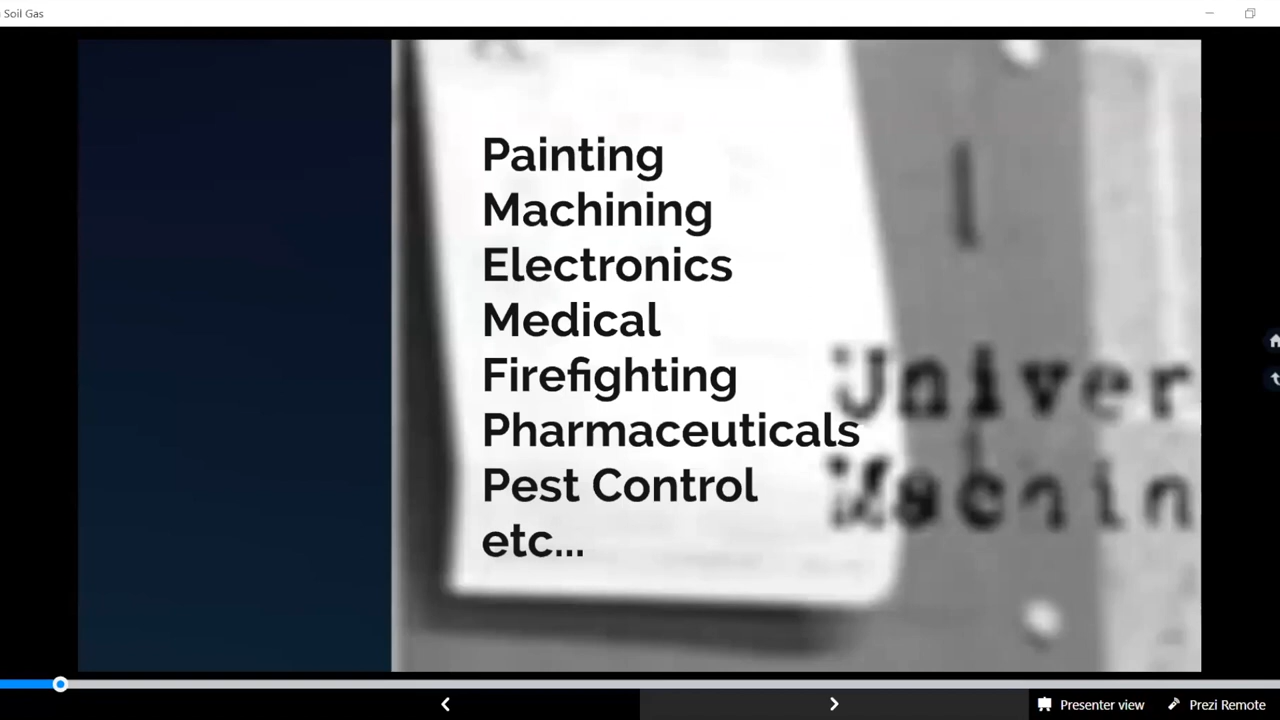 Soil Gas
Painting
Machining
Electronics
Medical
Firefighting
Pharmaceuticals
Pest Control
etc...
Presenter view
Prezi Remote